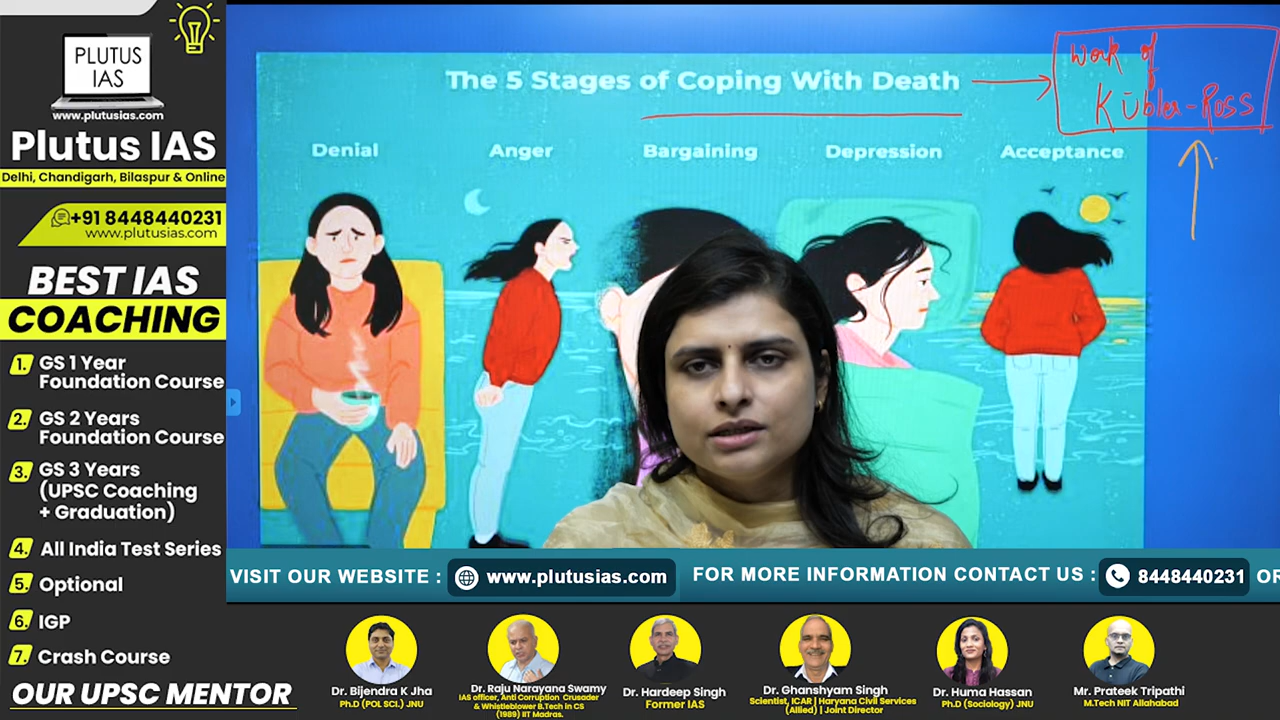 PLUTUS
IAS
www.plutusias.com
Plutus IAS
Delhi, Chandigarh, Bilaspur & Online
+91 8448440231
www.plutusias.com
BEST IAS
COACHING
1. GS 1 Year
Foundation Course
2. GS 2 Years
Foundation Course
3. GS 3 Years
(UPSC Coaching
+ Graduation)
4. All India Test Series
5. Optional
6. IGP
7. Crash Course
OUR UPSC MENTOR
The 5 Stages of Coping With Death
Work of
Kübler-Ross
Denial
Anger
Bargaining
Depression
Acceptance
VISIT OUR WEBSITE : www.plutusias.com
FOR MORE INFORMATION CONTACT US : 8448440231 OR
Dr. Bijendra K Jha
Ph.D (POL SCI.) JNU
Dr. Raju Narayana Swamy
IAS officer, Anti Corruption Crusader
& Whistleblower B.Tech in CS
(1989) IIT Madras.
Dr. Hardeep Singh
Former IAS
Dr. Ghanshyam Singh
Scientist, ICAR | Haryana Civil Services
(Allied) | Joint Director
Dr. Huma Hassan
Ph.D (Sociology) JNU
Mr. Prateek Tripathi
M.Tech NIT Allahabad